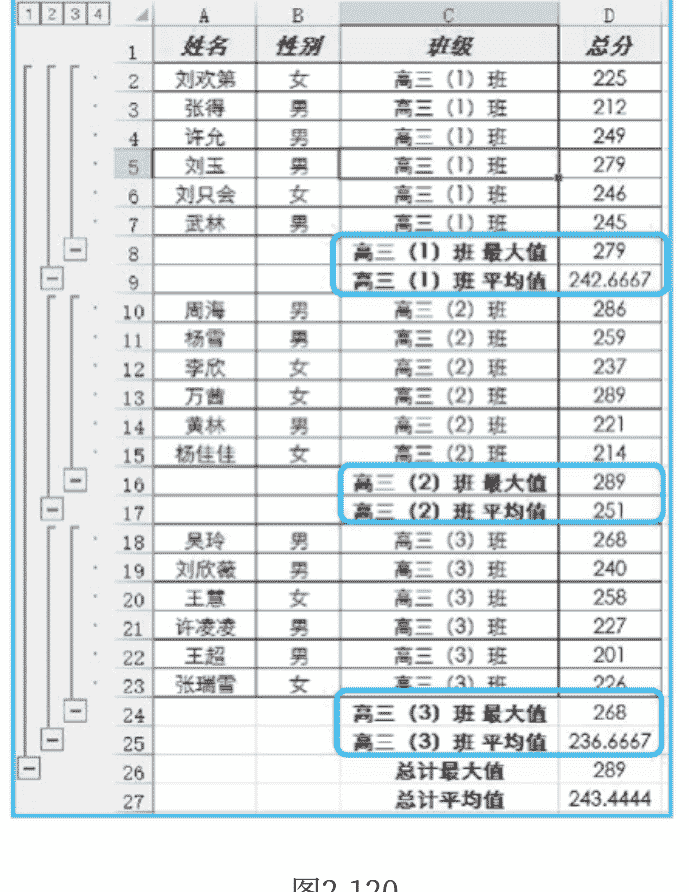 1 2 3 4 A B C D
1 姓名 性别 班级 总分
2 刘欢第 女 高三（1）班 225
3 张得 男 高三（1）班 212
4 许允 男 高三（1）班 249
5 刘玉 男 高三（1）班 279
6 刘只会 女 高三（1）班 246
7 武林 男 高三（1）班 245
8 高三（1）班 最大值 279
9 高三（1）班 平均值 242.6667
10 周海 男 高三（2）班 286
11 杨雪 男 高三（2）班 259
12 李欣 女 高三（2）班 237
13 万茜 女 高三（2）班 289
14 黄林 男 高三（2）班 221
15 杨佳佳 女 高三（2）班 214
16 高三（2）班 最大值 289
17 高三（2）班 平均值 251
18 吴玲 男 高三（3）班 268
19 刘欣薇 男 高三（3）班 240
20 王慧 女 高三（3）班 258
21 许凌凌 男 高三（3）班 227
22 王超 男 高三（3）班 201
23 张瑞雪 女 高三（3）班 226
24 高三（3）班 最大值 268
25 高三（3）班 平均值 236.6667
26 总计最大值 289
27 总计平均值 243.4444
图2-120